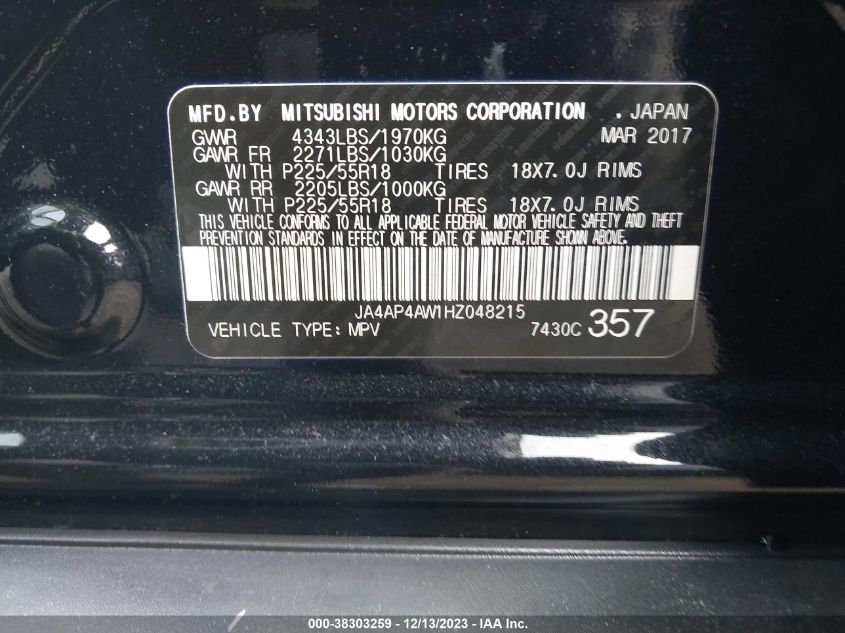 MFD.BY MITSUBISHI MOTORS CORPORATION . JAPAN
GVWR 4343LBS/1970KG MAR 2017
GAWR FR 2271LBS/1030KG
WITH P225/55R18 TIRES 18X7.0J RIMS
GAWR RR 2205LBS/1000KG
WITH P225/55R18 TIRES 18X7.0J RIMS
THIS VEHICLE CONFORMS TO ALL APPLICABLE FEDERAL MOTOR VEHICLE SAFETY AND THEFT
PREVENTION STANDARDS IN EFFECT ON THE DATE OF MANUFACTURE SHOWN ABOVE.
JA4AP4AW1HZ048215
VEHICLE TYPE: MPV 7430C 357
000-38303259 - 12/13/2023 - IAA Inc.